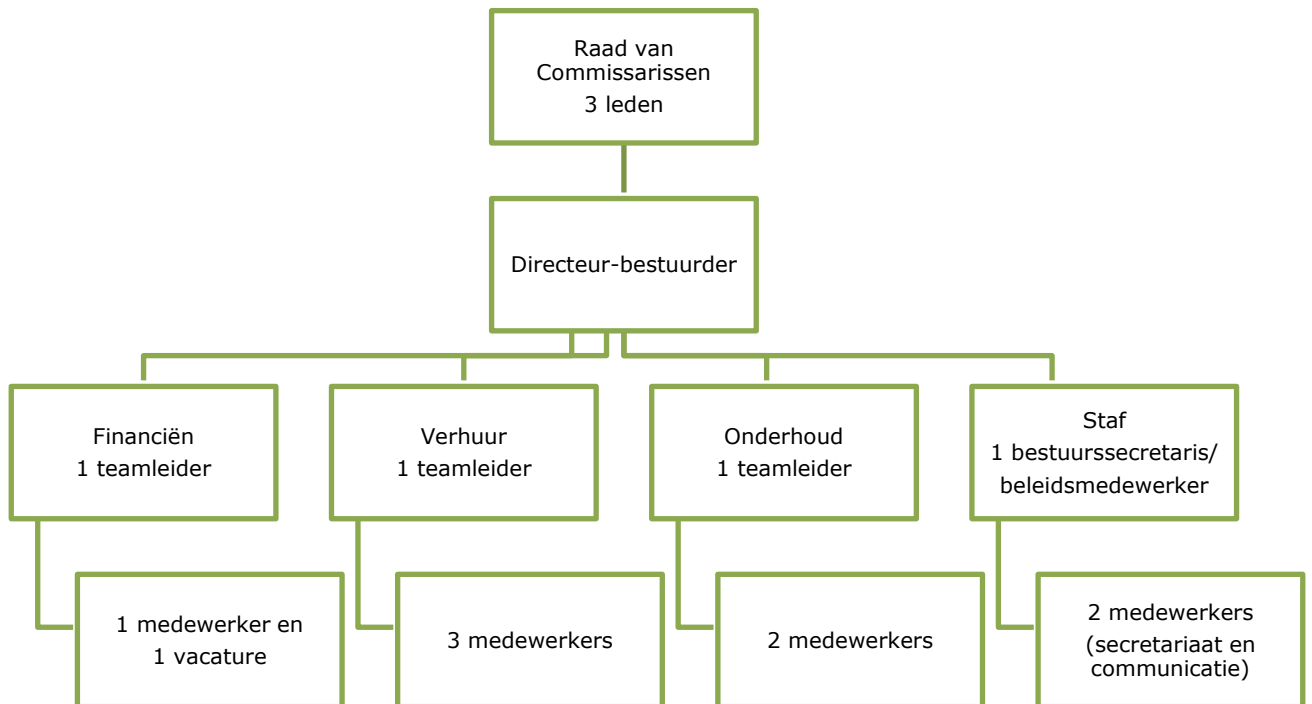 Raad van
Commissarissen
3 leden
Directeur-bestuurder
Financiën
1 teamleider
Verhuur
1 teamleider
Onderhoud
1 teamleider
Staf
1 bestuurssecretaris/
beleidsmedewerker
1 medewerker en
1 vacature
3 medewerkers
2 medewerkers
2 medewerkers
(secretariaat en
communicatie)